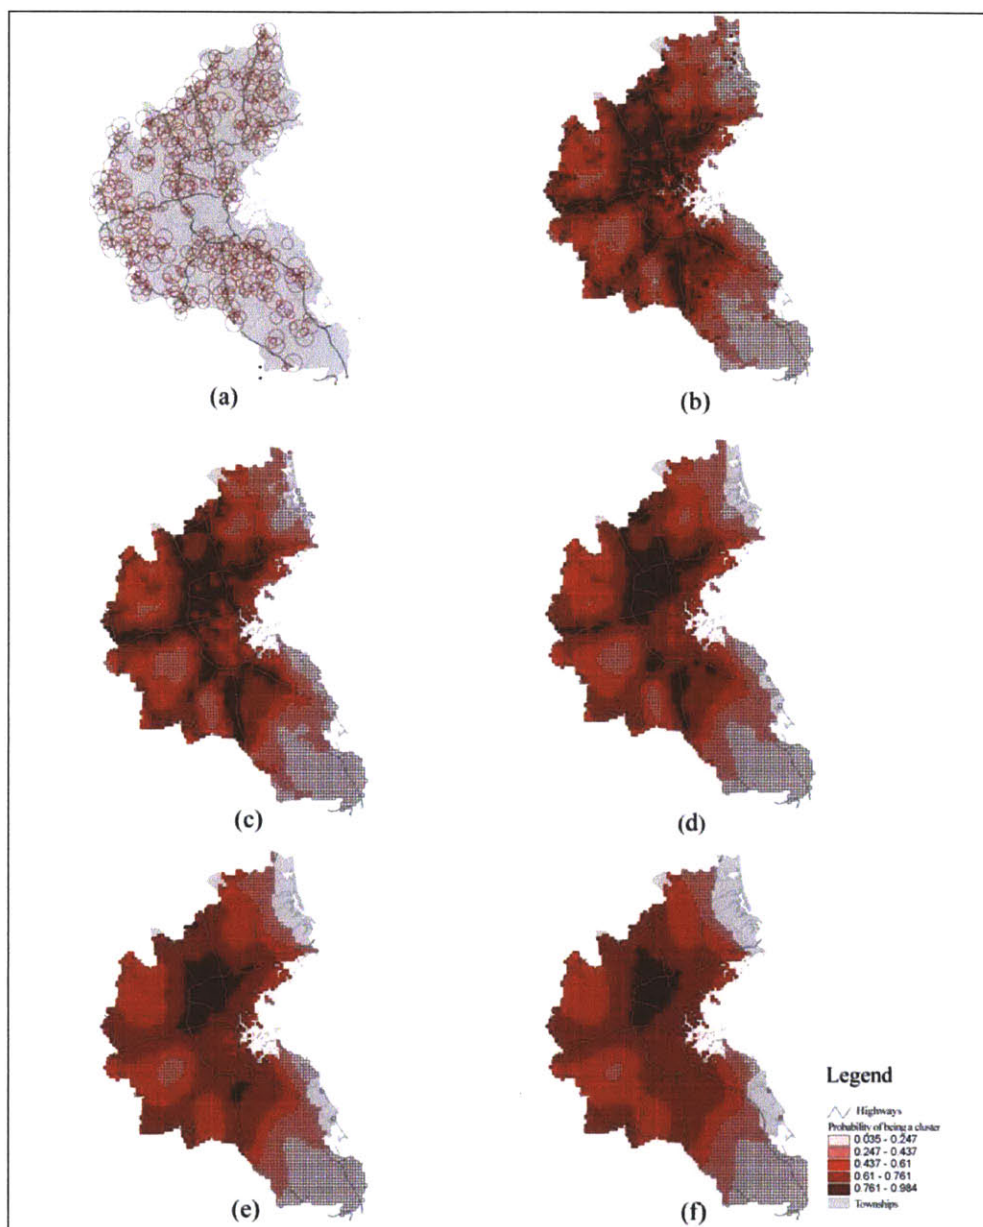 (a)
(b)
(c)
(d)
(e)
(f)
Legend
Highways
Probability of being a cluster
0.035 - 0.247
0.247 - 0.437
0.437 - 0.61
0.61 - 0.761
0.761 - 0.984
Townships